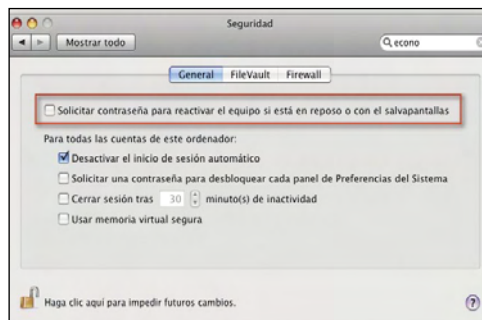 Seguridad
Mostrar todo
econo
General FileVault Firewall
Solicitar contraseña para reactivar el equipo si está en reposo o con el salvapantallas
Para todas las cuentas de este ordenador:
Desactivar el inicio de sesión automático
Solicitar una contraseña para desbloquear cada panel de Preferencias del Sistema
Cerrar sesión tras 30 minuto(s) de inactividad
Usar memoria virtual segura
Haga clic aquí para impedir futuros cambios.
?